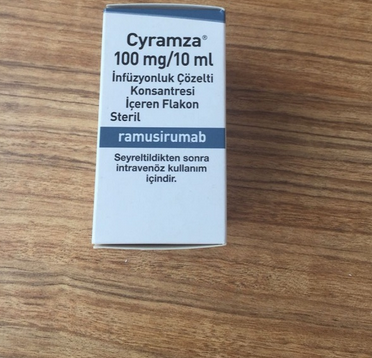 Cyramza®
100 mg/10 ml
İnfüzyonluk Çözelti
Konsantresi
İçeren Flakon
Steril
ramusirumab
Seyreltildikten sonra
intravenöz kullanım
içindir.